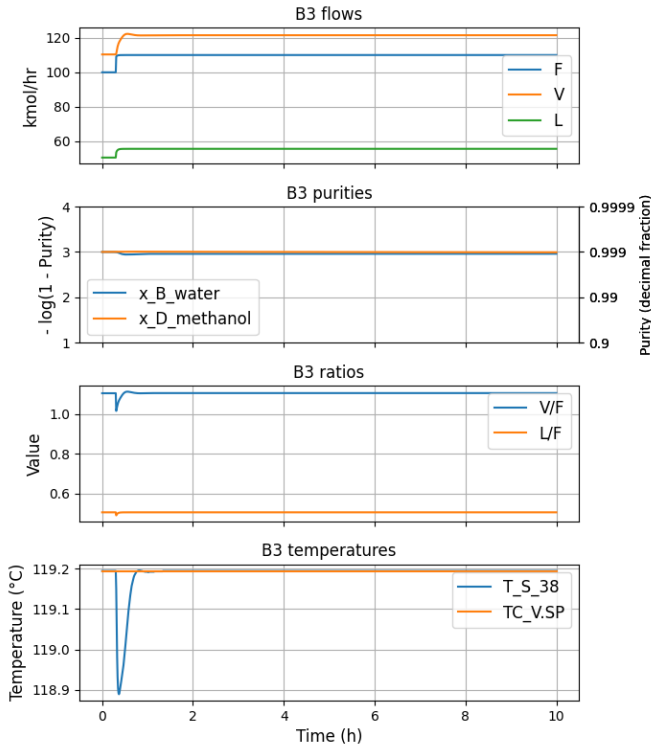 B3 flows
kmol/hr
120
100
80
60
F
V
L
B3 purities
- log(1 - Purity)
4
3
2
1
x_B_water
x_D_methanol
0.9999
0.999
0.99
0.9
Purity (decimal fraction)
B3 ratios
Value
1.0
0.8
0.6
V/F
L/F
B3 temperatures
Temperature (°C)
119.2
119.1
119.0
118.9
T_S_38
TC_V.SP
0 2 4 6 8 10
Time (h)